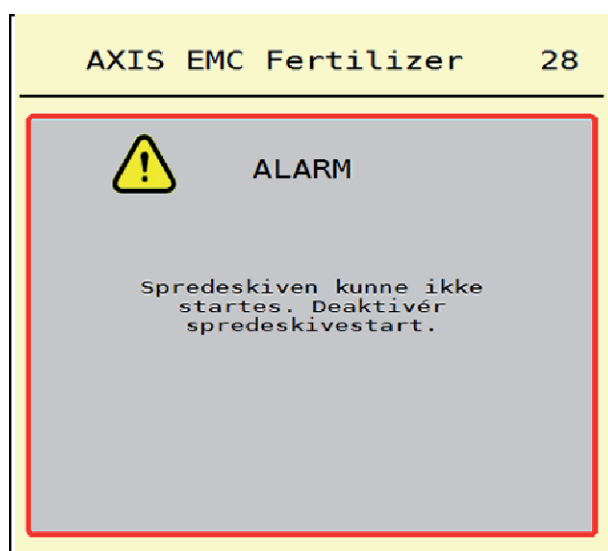 AXIS EMC Fertilizer 28
ALARM
Spredeskiven kunne ikke
startes. Deaktivér
spredeskivestart.